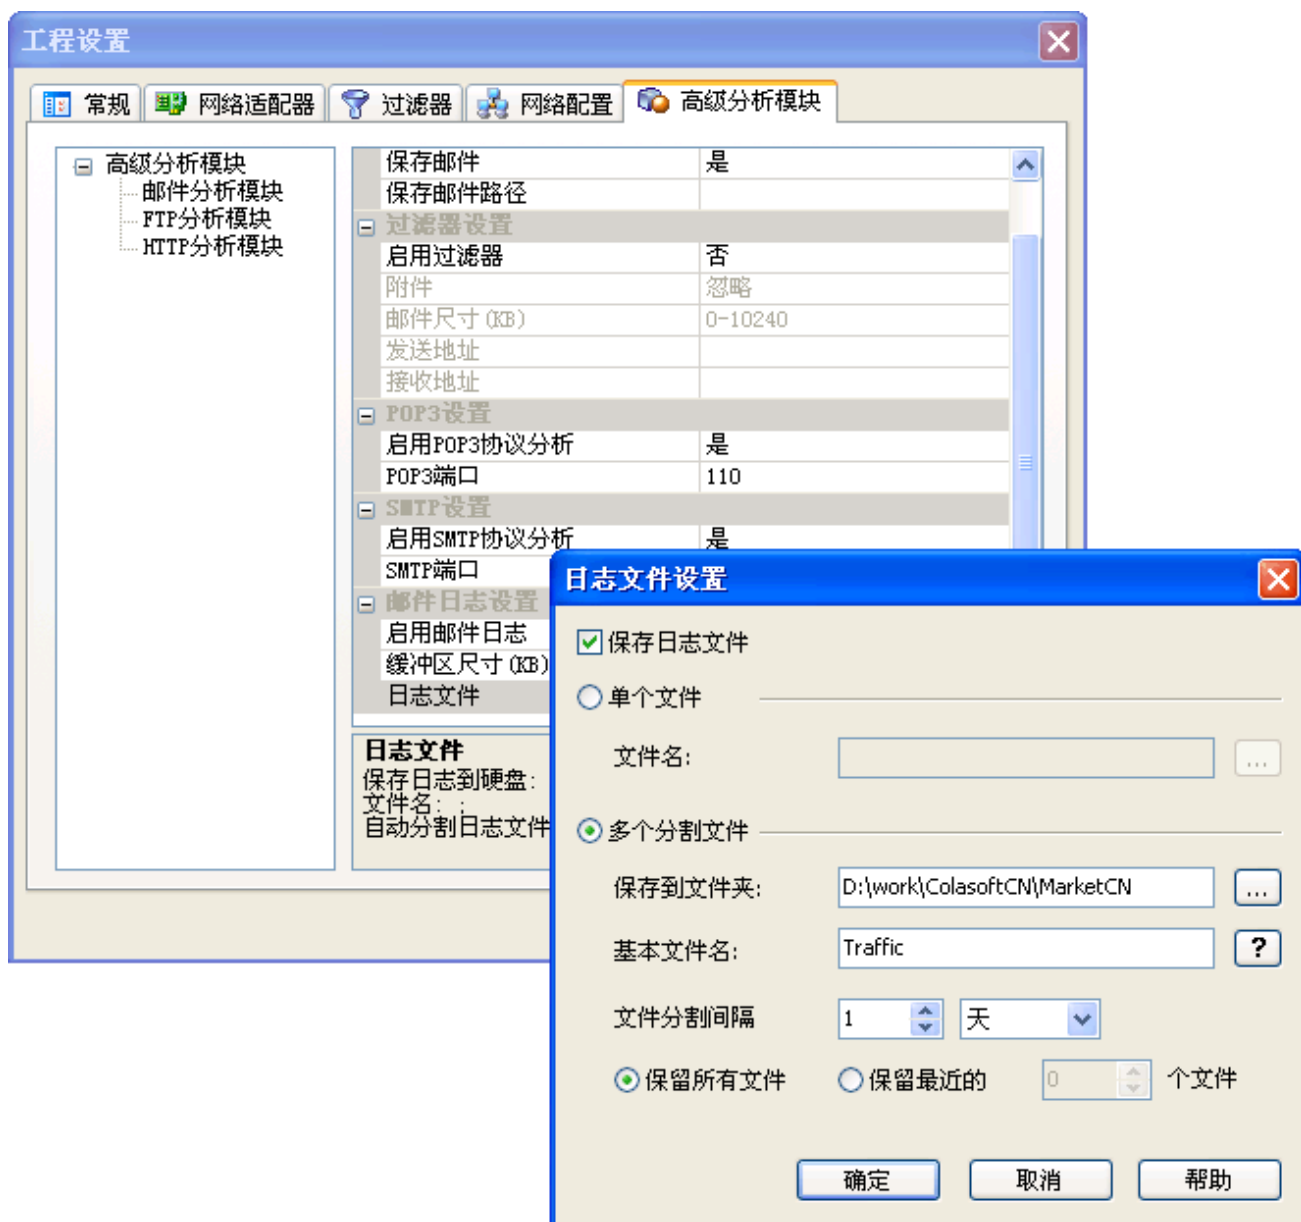 工程设置
常规 网络适配器 过滤器 网络配置 高级分析模块
高级分析模块
邮件分析模块
FTP分析模块
HTTP分析模块
保存邮件 是
保存邮件路径
过滤器设置
启用过滤器 否
附件 忽略
邮件尺寸(KB) 0-10240
发送地址
接收地址
POP3设置
启用POP3协议分析 是
POP3端口 110
SMTP设置
启用SMTP协议分析 是
SMTP端口
邮件日志设置
启用邮件日志
缓冲区尺寸(KB)
日志文件
日志文件
保存日志到硬盘:
文件名: :
自动分割日志文件
日志文件设置
保存日志文件
单个文件
文件名: ...
多个分割文件
保存到文件夹: D:\work\ColasoftCN\MarketCN ...
基本文件名: Traffic ?
文件分割间隔 1 天
保留所有文件 保留最近的 0 个文件
确定 取消 帮助